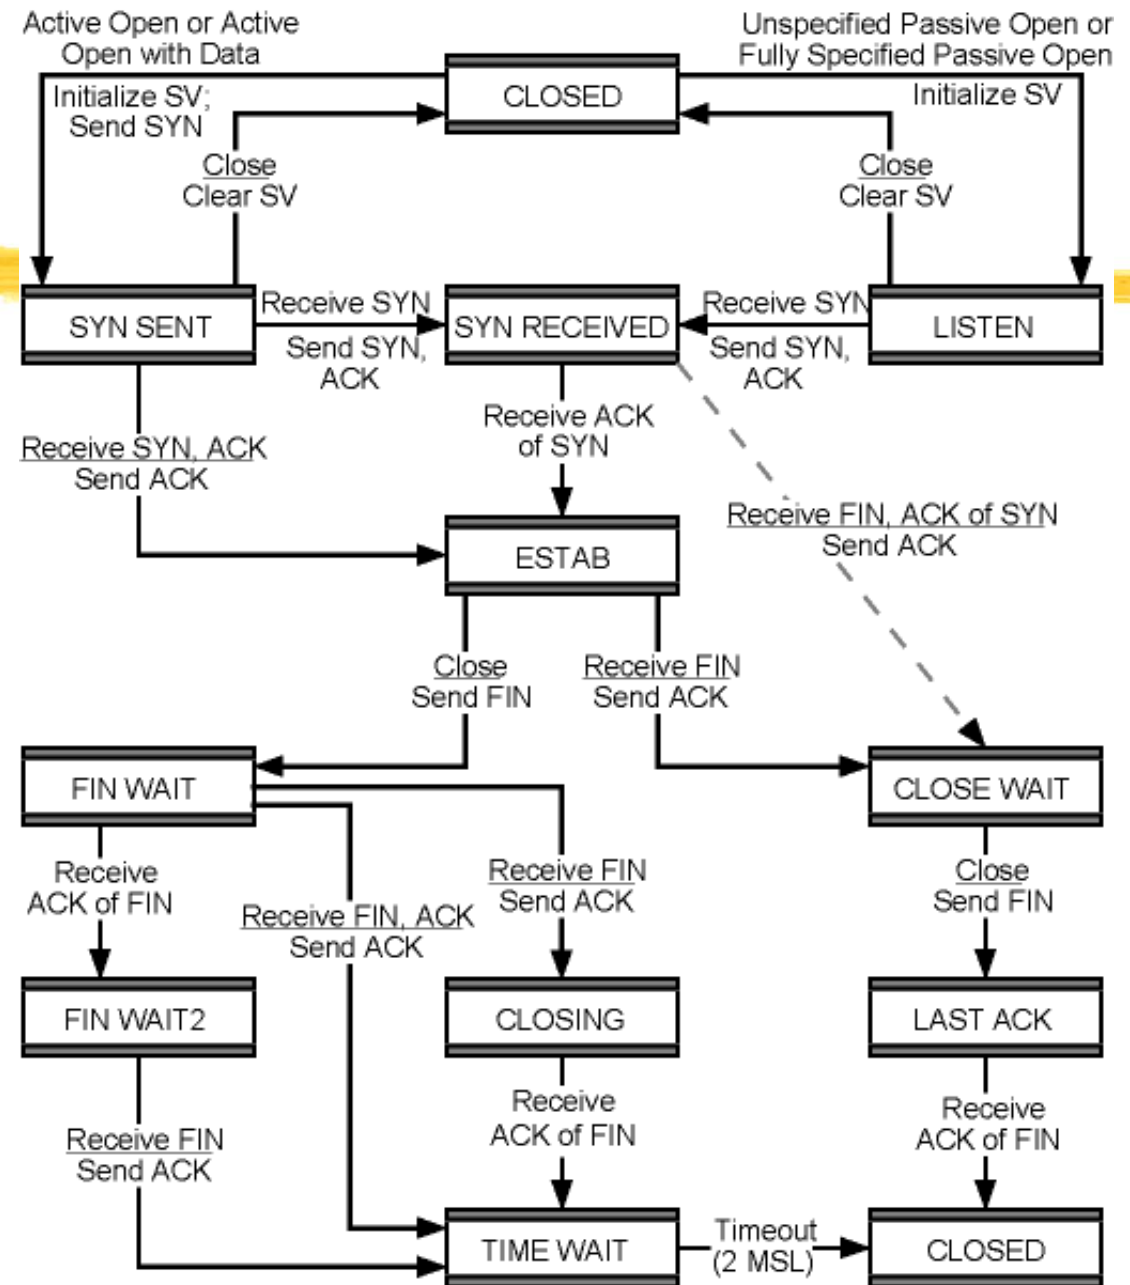 Active Open or Active
Open with Data
Unspecified Passive Open or
Fully Specified Passive Open
Initialize SV;
Send SYN
CLOSED
Initialize SV
Close
Clear SV
Close
Clear SV
SYN SENT
Receive SYN
Send SYN,
ACK
SYN RECEIVED
Receive SYN
Send SYN,
ACK
LISTEN
Receive SYN, ACK
Send ACK
Receive ACK
of SYN
Receive FIN, ACK of SYN
Send ACK
ESTAB
Close
Send FIN
Receive FIN
Send ACK
FIN WAIT
CLOSE WAIT
Receive
ACK of FIN
Receive FIN, ACK
Send ACK
Receive FIN
Send ACK
Close
Send FIN
FIN WAIT2
CLOSING
LAST ACK
Receive FIN
Send ACK
Receive
ACK of FIN
Receive
ACK of FIN
TIME WAIT
Timeout
(2 MSL)
CLOSED